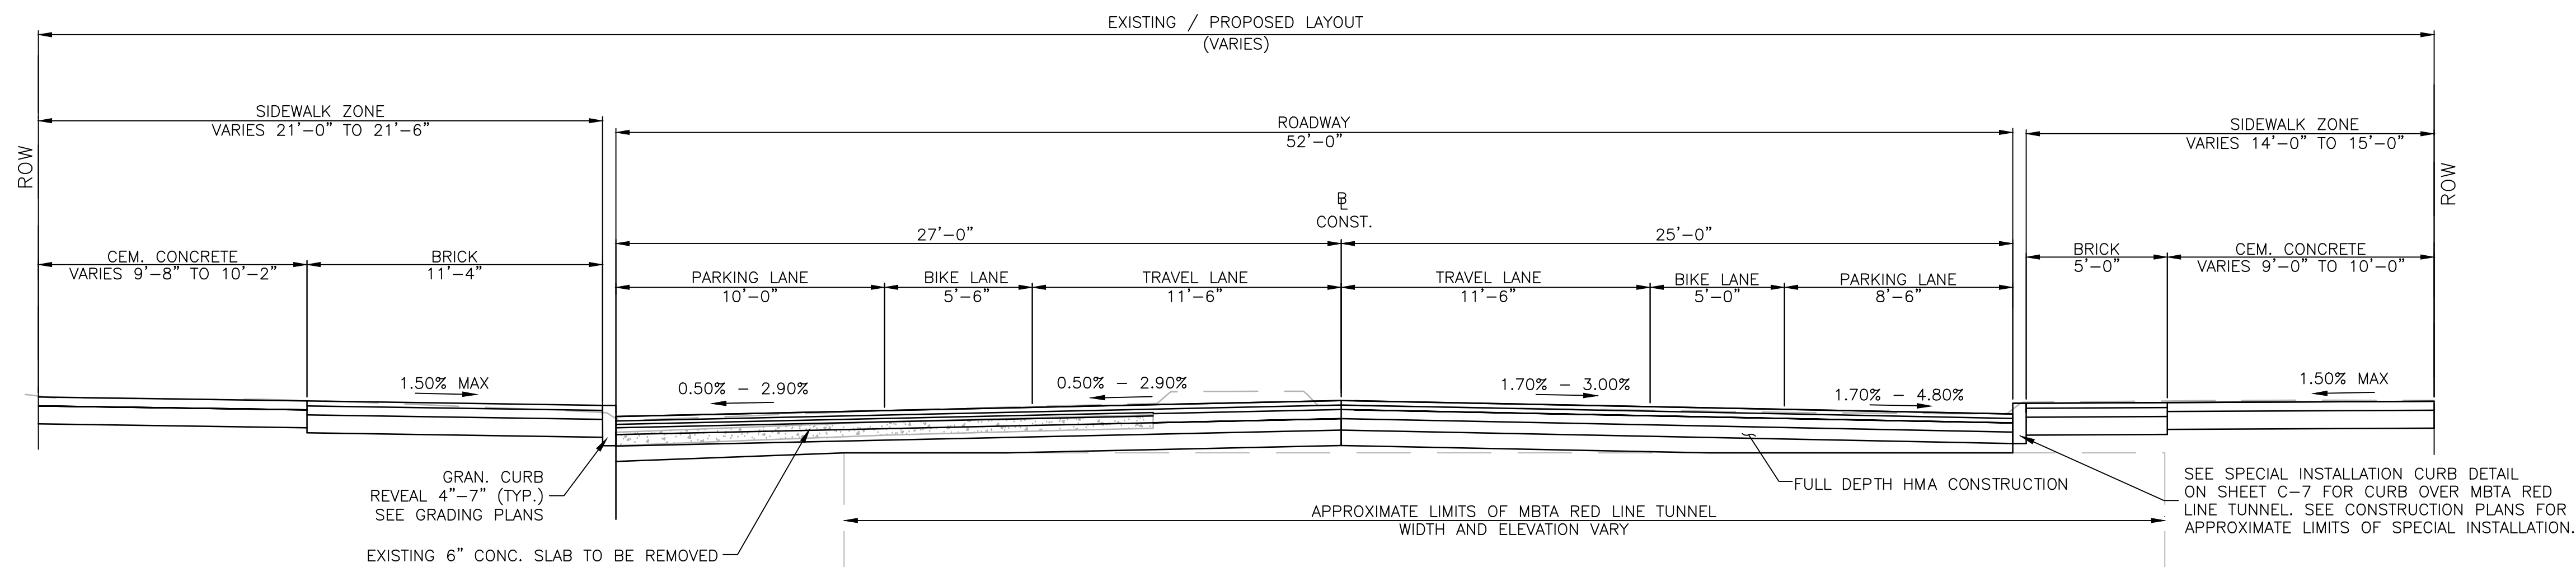 EXISTING / PROPOSED LAYOUT
(VARIES)
SIDEWALK ZONE
VARIES 21'-0" TO 21'-6"
ROADWAY
52'-0"
SIDEWALK ZONE
VARIES 14'-0" TO 15'-0"
ROW
ROW
BL
CONST.
27'-0"
25'-0"
CEM. CONCRETE
VARIES 9'-8" TO 10'-2"
BRICK
11'-4"
PARKING LANE
10'-0"
BIKE LANE
5'-6"
TRAVEL LANE
11'-6"
TRAVEL LANE
11'-6"
BIKE LANE
5'-0"
PARKING LANE
8'-6"
BRICK
5'-0"
CEM. CONCRETE
VARIES 9'-0" TO 10'-0"
1.50% MAX
0.50% - 2.90%
0.50% - 2.90%
1.70% - 3.00%
1.70% - 4.80%
1.50% MAX
GRAN. CURB
REVEAL 4"-7" (TYP.)
SEE GRADING PLANS
EXISTING 6" CONC. SLAB TO BE REMOVED
APPROXIMATE LIMITS OF MBTA RED LINE TUNNEL
WIDTH AND ELEVATION VARY
FULL DEPTH HMA CONSTRUCTION
SEE SPECIAL INSTALLATION CURB DETAIL
ON SHEET C-7 FOR CURB OVER MBTA RED
LINE TUNNEL. SEE CONSTRUCTION PLANS FOR
APPROXIMATE LIMITS OF SPECIAL INSTALLATION.